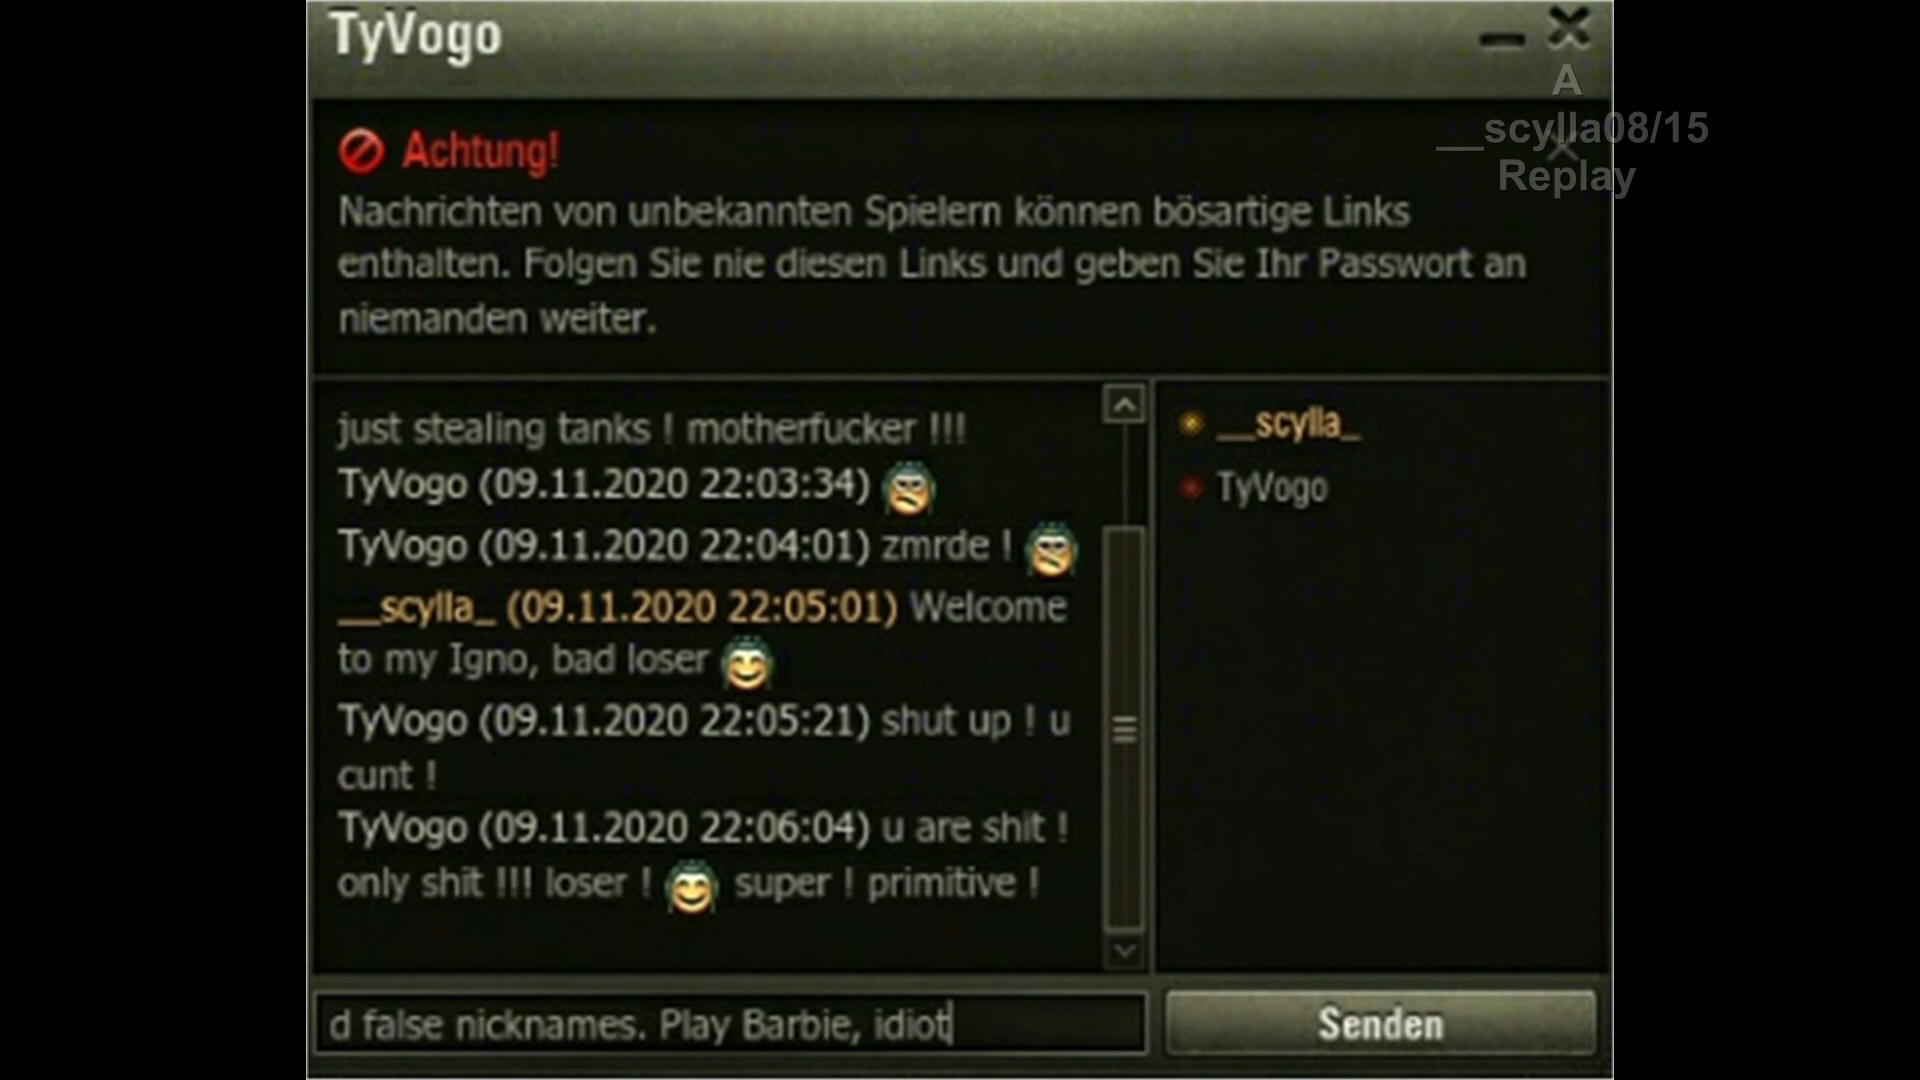 TyVogo
A
__scylla08/15
Replay
Achtung!
Nachrichten von unbekannten Spielern können bösartige Links
enthalten. Folgen Sie nie diesen Links und geben Sie Ihr Passwort an
niemanden weiter.
just stealing tanks ! motherfucker !!!
TyVogo (09.11.2020 22:03:34)
TyVogo (09.11.2020 22:04:01) zmrde !
__scylla_ (09.11.2020 22:05:01) Welcome
to my Igno, bad loser
TyVogo (09.11.2020 22:05:21) shut up ! u
cunt !
TyVogo (09.11.2020 22:06:04) u are shit !
only shit !!! loser ! super ! primitive !
__scylla_
TyVogo
d false nicknames. Play Barbie, idiot
Senden